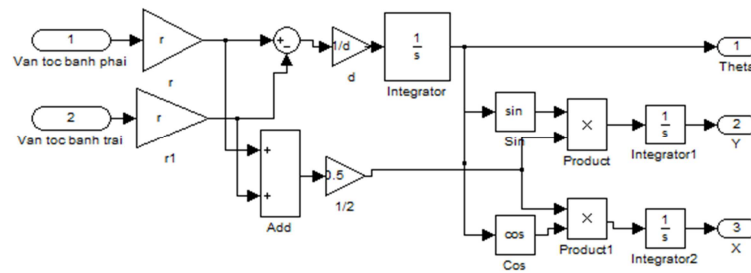 1
Van toc banh phai
r
r
2
Van toc banh trai
r
r1
+
-
1/d
d
1
s
Integrator
+
+
Add
0.5
1/2
sin
Sin
cos
Cos
×
Product
×
Product1
1
s
Integrator1
1
s
Integrator2
1
Theta
2
Y
3
X